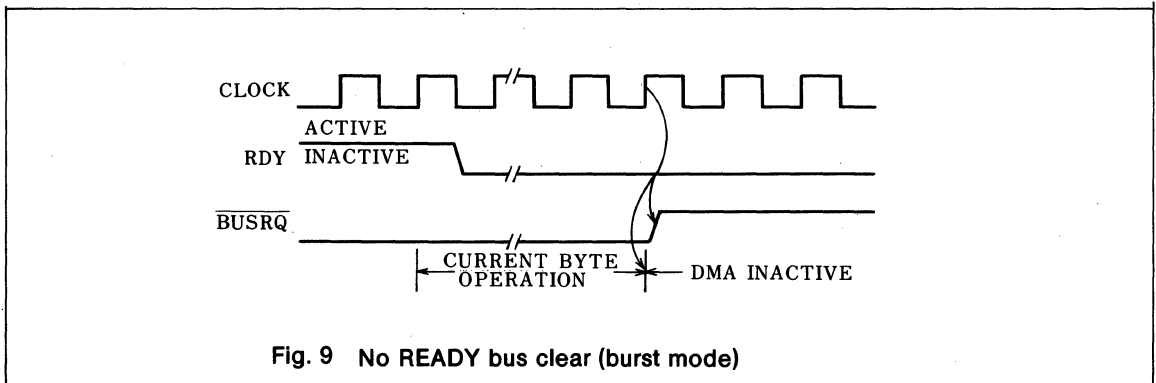 CLOCK
ACTIVE
RDY INACTIVE
BUSRQ
CURRENT BYTE
OPERATION
DMA INACTIVE
Fig. 9 No READY bus clear (burst mode)